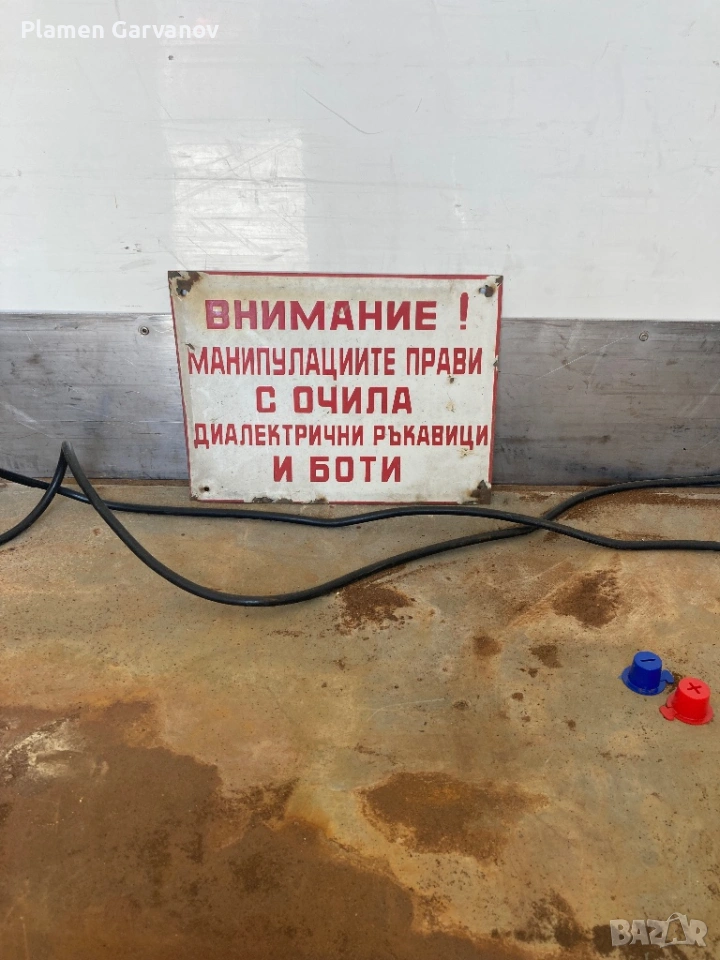 Plamen Garvanov
ВНИМАНИЕ !
МАНИПУЛАЦИИТЕ ПРАВИ
С ОЧИЛА
ДИАЛЕКТРИЧНИ РЪКАВИЦИ
И БОТИ
BAZAR